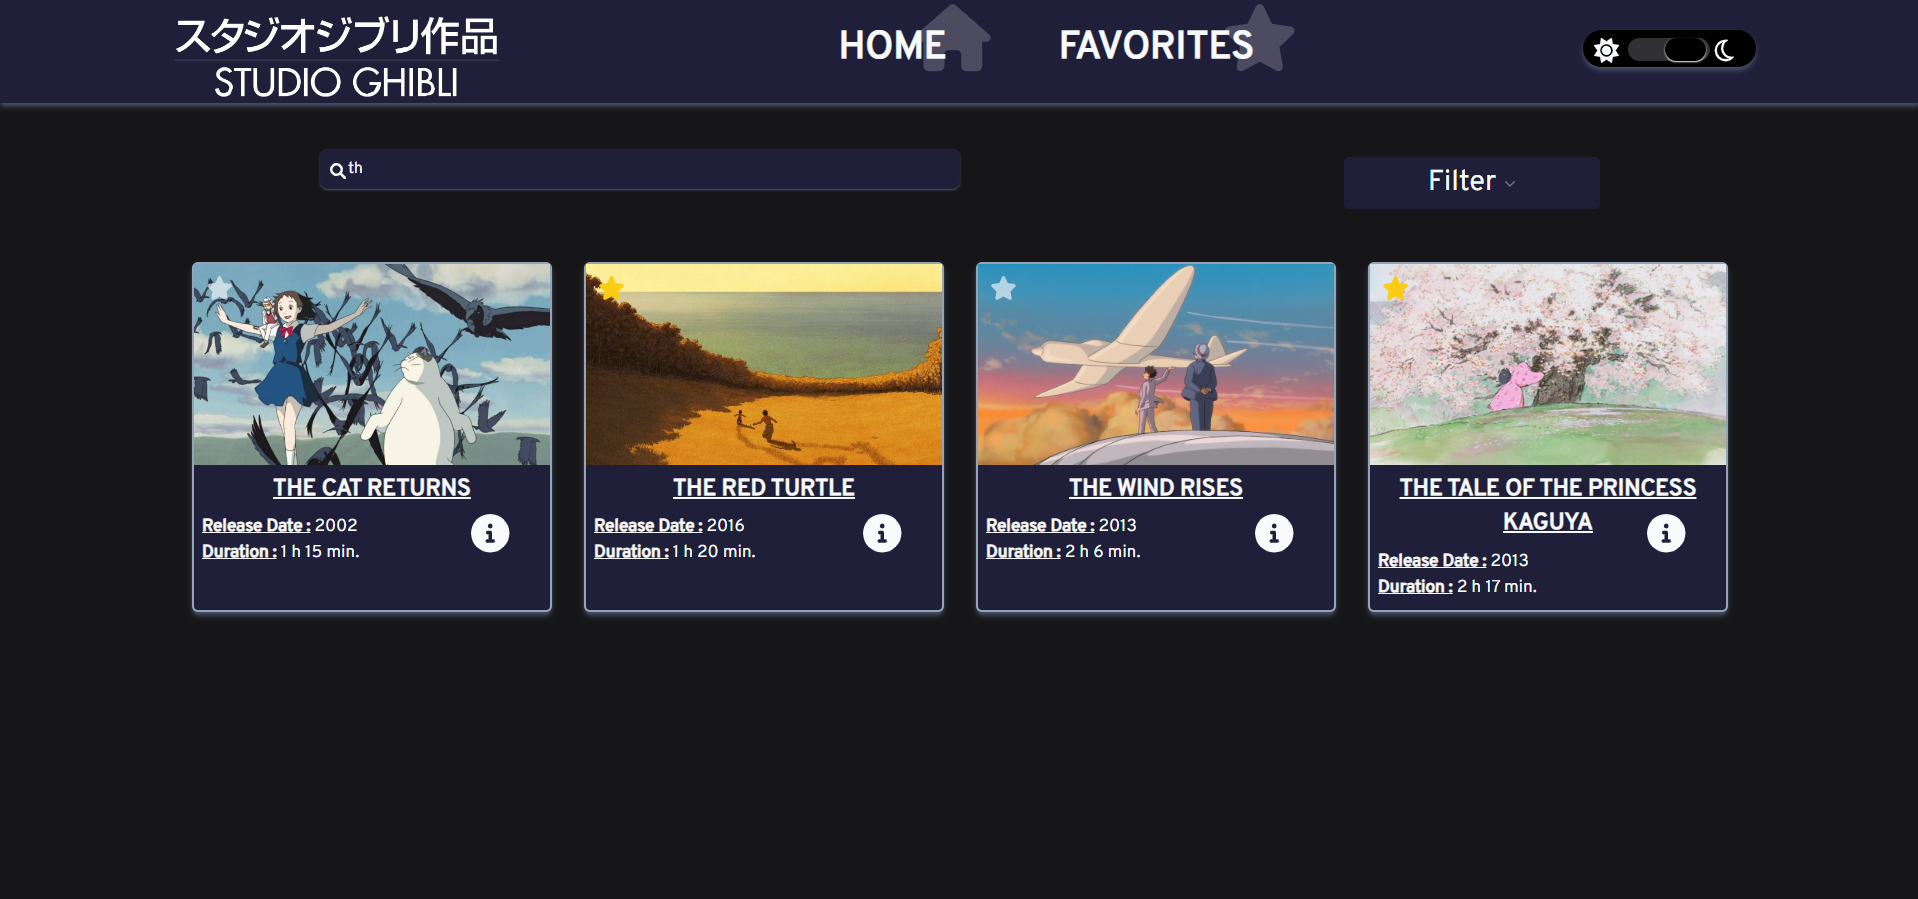 スタジオジブリ作品
STUDIO GHIBLI
HOME
FAVORITES
th
Filter
THE CAT RETURNS
Release Date : 2002
Duration : 1 h 15 min.
THE RED TURTLE
Release Date : 2016
Duration : 1 h 20 min.
THE WIND RISES
Release Date : 2013
Duration : 2 h 6 min.
THE TALE OF THE PRINCESS
KAGUYA
Release Date : 2013
Duration : 2 h 17 min.